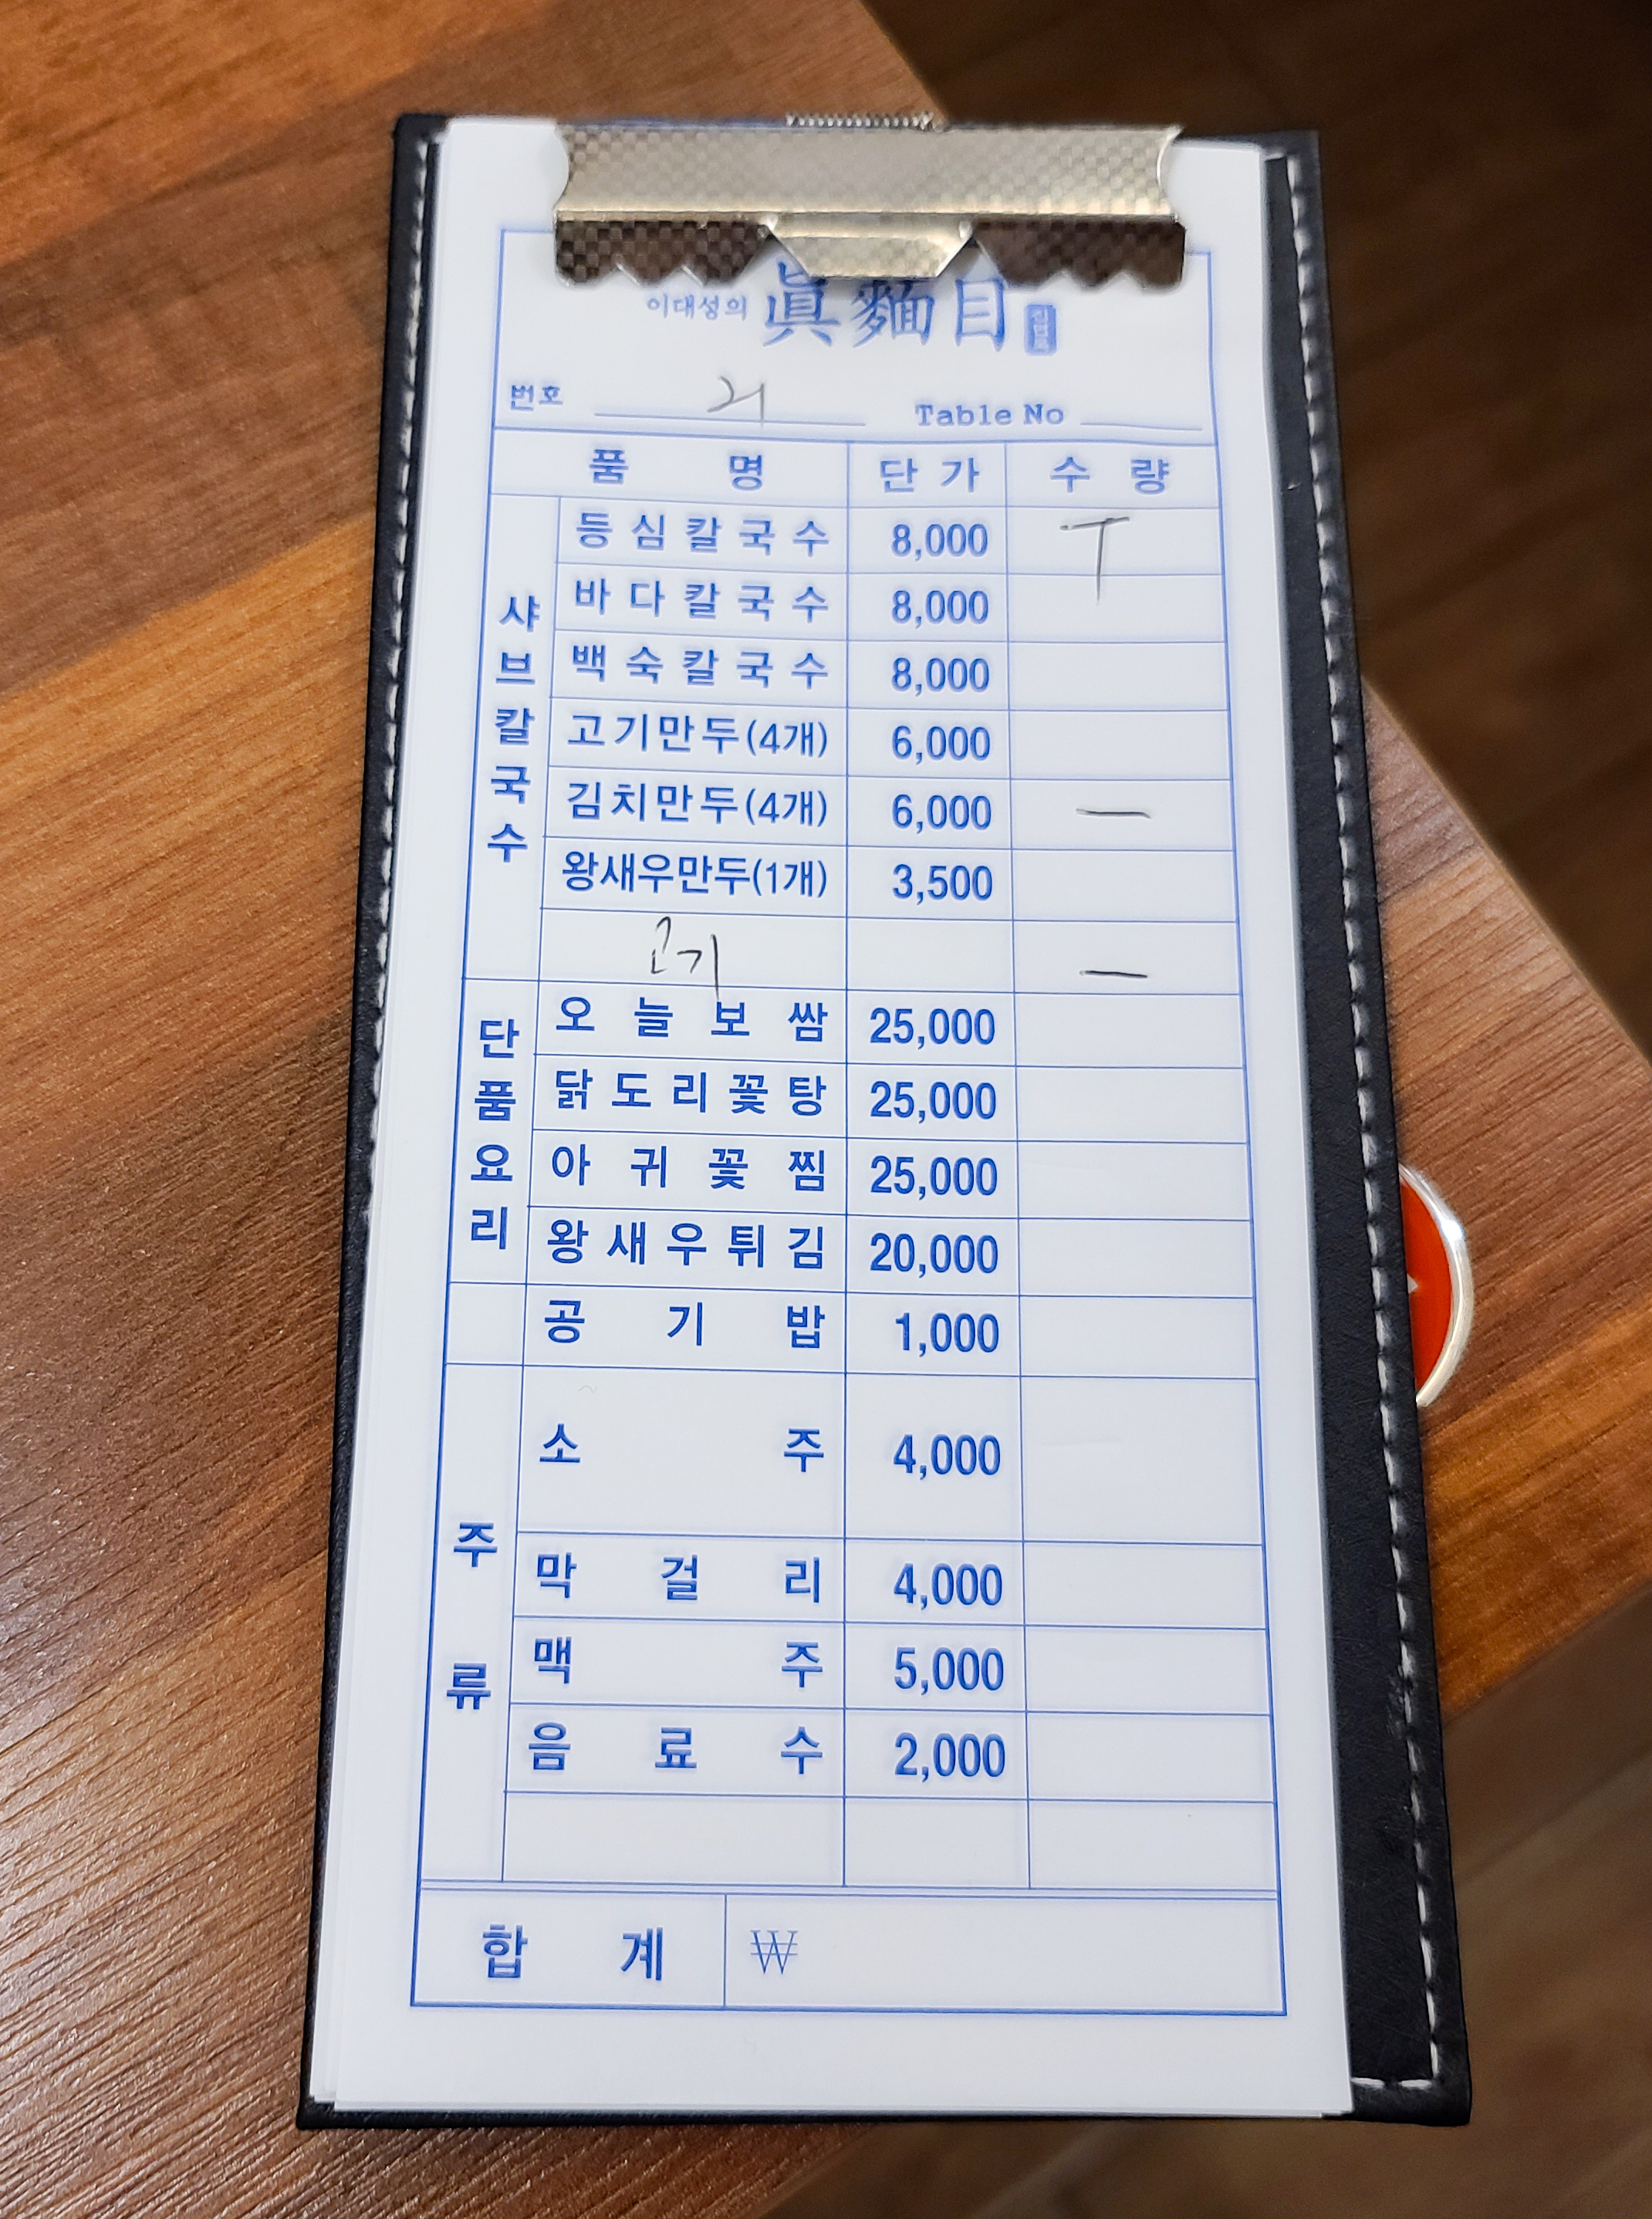 이대성의 眞麵目 진면목
번호 21 Table No
품 명 단 가 수 량
샤브칼국수
등심칼국수 8,000 ㅜ
바다칼국수 8,000
백숙칼국수 8,000
고기만두(4개) 6,000
김치만두(4개) 6,000 一
왕새우만두(1개) 3,500
고기 一
단품요리
오늘보쌈 25,000
닭도리꽃탕 25,000
아귀꽃찜 25,000
왕새우튀김 20,000
공기밥 1,000
주류
소주 4,000
막걸리 4,000
맥주 5,000
음료수 2,000
합 계 ₩